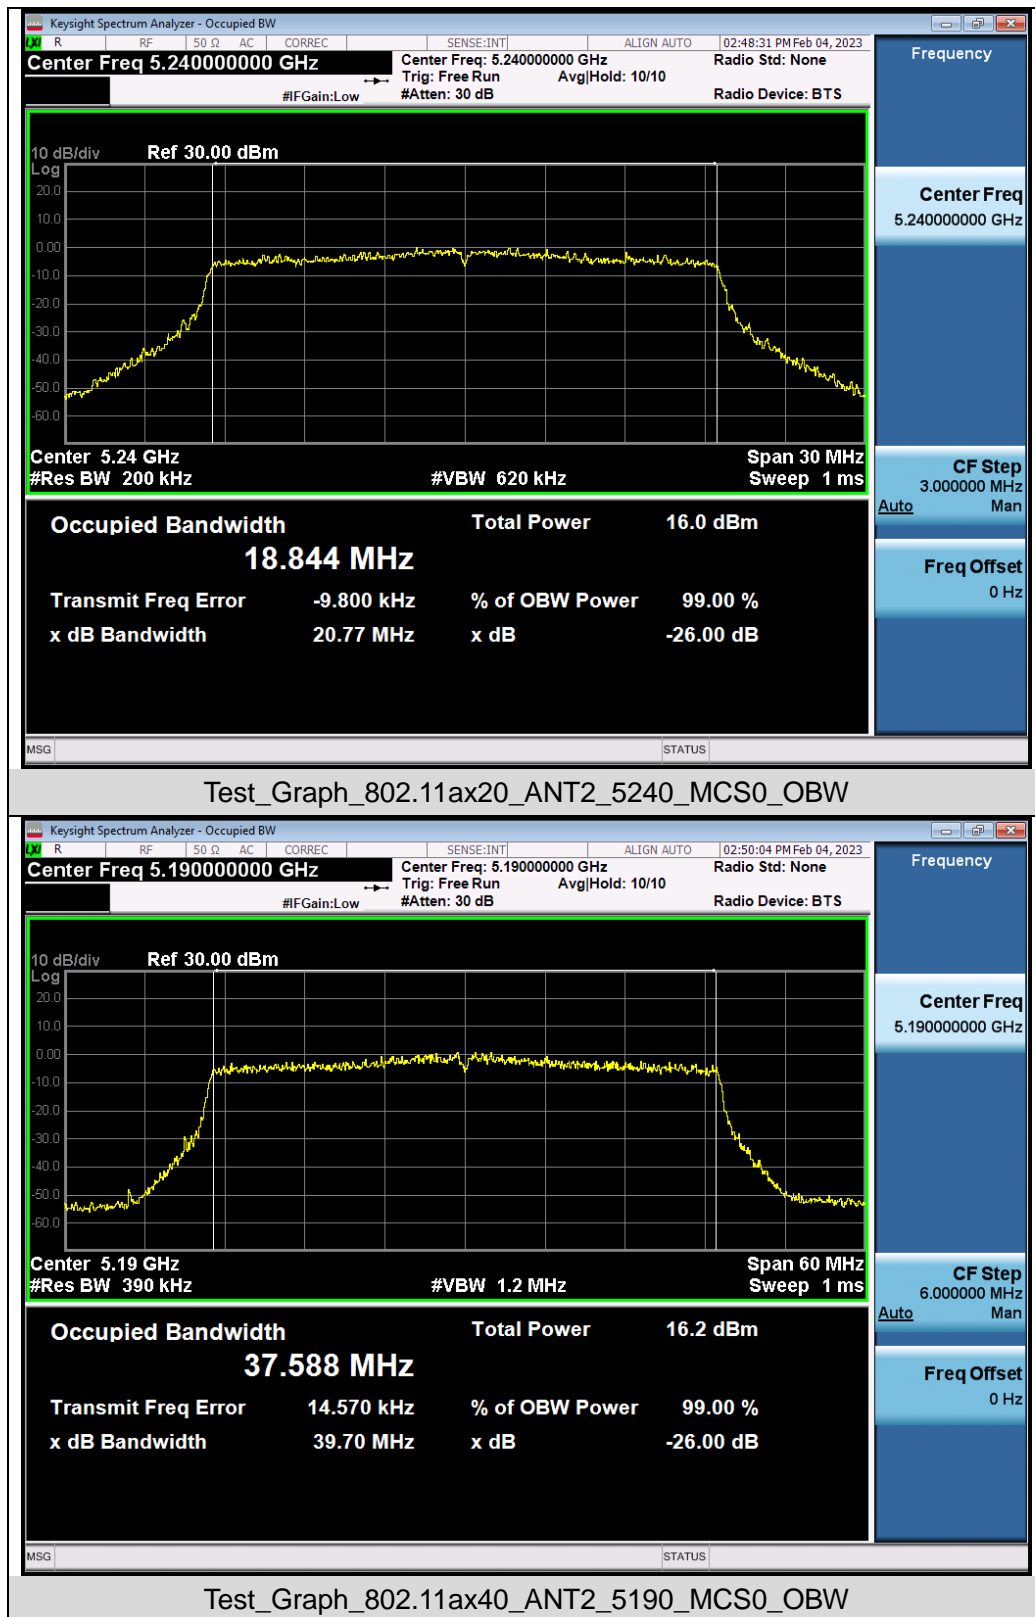 Keysight Spectrum Analyzer - Occupied BW
LXI R RF 50 Ω AC CORREC SENSE:INT ALIGN AUTO 02:48:31 PM Feb 04, 2023
Center Freq 5.240000000 GHz
Center Freq: 5.240000000 GHz
Radio Std: None
Trig: Free Run Avg|Hold: 10/10
#IFGain:Low
#Atten: 30 dB
Radio Device: BTS
10 dB/div Ref 30.00 dBm
Log
20.0
10.0
0.00
-10.0
-20.0
-30.0
-40.0
-50.0
-60.0
Center 5.24 GHz Span 30 MHz
#Res BW 200 kHz #VBW 620 kHz Sweep 1 ms
Occupied Bandwidth Total Power 16.0 dBm
18.844 MHz
Transmit Freq Error -9.800 kHz % of OBW Power 99.00 %
x dB Bandwidth 20.77 MHz x dB -26.00 dB
MSG STATUS
Frequency
Center Freq
5.240000000 GHz
CF Step
3.000000 MHz
Auto Man
Freq Offset
0 Hz
Test_Graph_802.11ax20_ANT2_5240_MCS0_OBW
Keysight Spectrum Analyzer - Occupied BW
LXI R RF 50 Ω AC CORREC SENSE:INT ALIGN AUTO 02:50:04 PM Feb 04, 2023
Center Freq 5.190000000 GHz
Center Freq: 5.190000000 GHz
Radio Std: None
Trig: Free Run Avg|Hold: 10/10
#IFGain:Low
#Atten: 30 dB
Radio Device: BTS
10 dB/div Ref 30.00 dBm
Log
20.0
10.0
0.00
-10.0
-20.0
-30.0
-40.0
-50.0
-60.0
Center 5.19 GHz Span 60 MHz
#Res BW 390 kHz #VBW 1.2 MHz Sweep 1 ms
Occupied Bandwidth Total Power 16.2 dBm
37.588 MHz
Transmit Freq Error 14.570 kHz % of OBW Power 99.00 %
x dB Bandwidth 39.70 MHz x dB -26.00 dB
MSG STATUS
Frequency
Center Freq
5.190000000 GHz
CF Step
6.000000 MHz
Auto Man
Freq Offset
0 Hz
Test_Graph_802.11ax40_ANT2_5190_MCS0_OBW